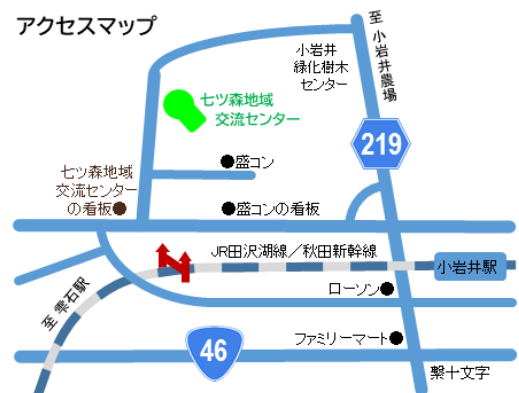 アクセスマップ
至 小岩井農場
小岩井
緑化樹木
センター
七ツ森地域
交流センター
219
盛コン
七ツ森地域
交流センター
の看板
盛コンの看板
JR田沢湖線／秋田新幹線
小岩井駅
至 雫石駅
ローソン
46
ファミリーマート
繋十文字